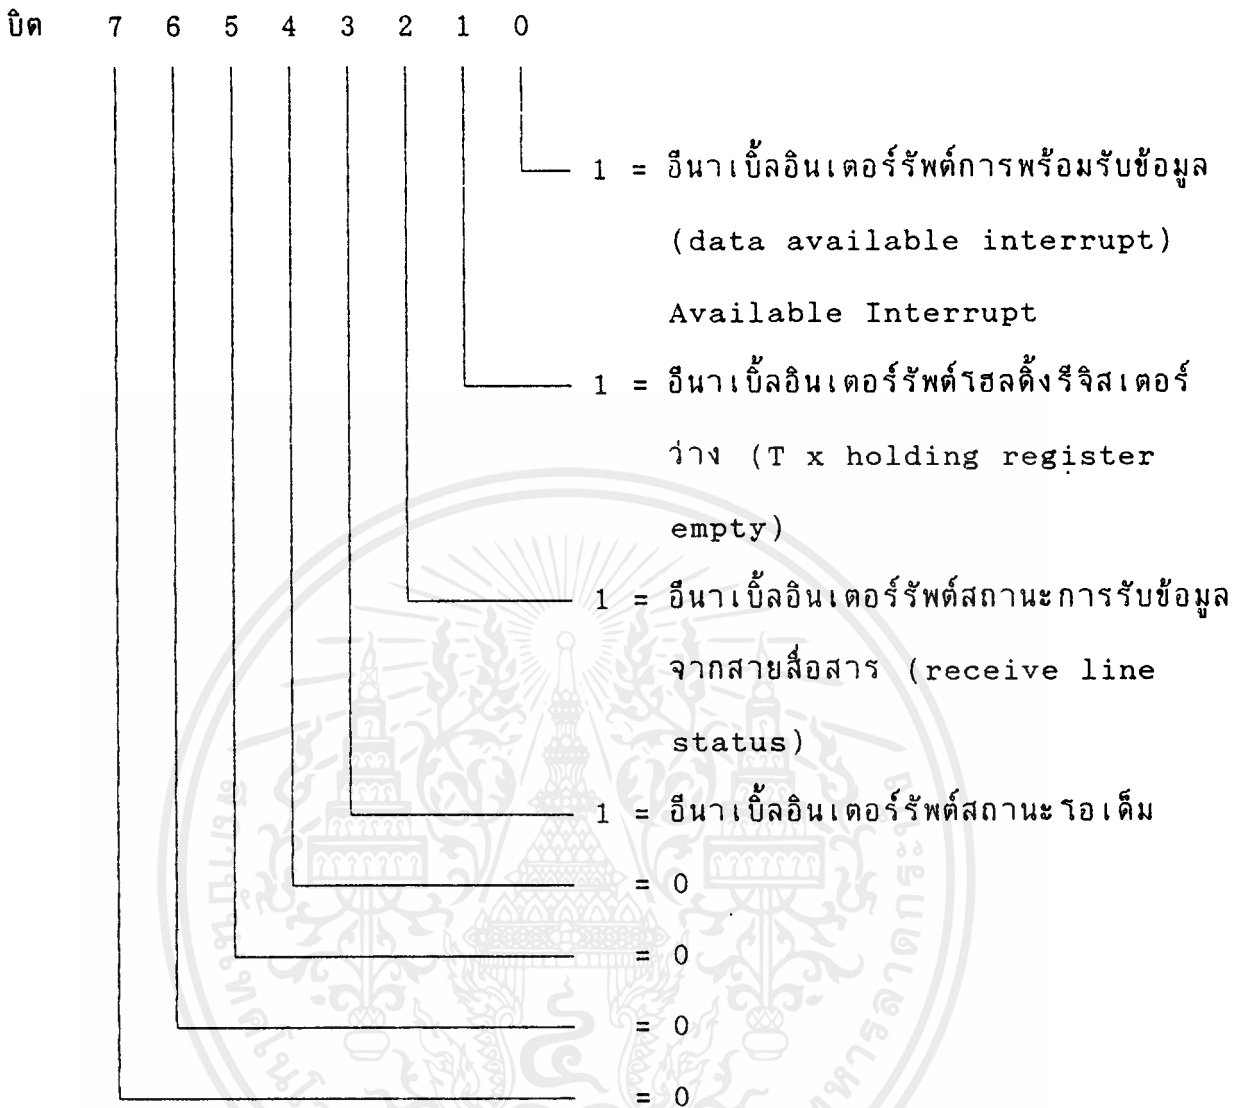 บิต 7 6 5 4 3 2 1 0
1 = อีนาเบิ้ลอินเตอร์รัพต์การพร้อมรับข้อมูล
(data available interrupt)
Available Interrupt
1 = อีนาเบิ้ลอินเตอร์รัพต์โฮลดิ้งรีจิสเตอร์
ว่าง (T x holding register
empty)
1 = อีนาเบิ้ลอินเตอร์รัพต์สถานะการรับข้อมูล
จากสายสื่อสาร (receive line
status)
1 = อีนาเบิ้ลอินเตอร์รัพต์สถานะโอเด็ม
= 0
= 0
= 0
= 0